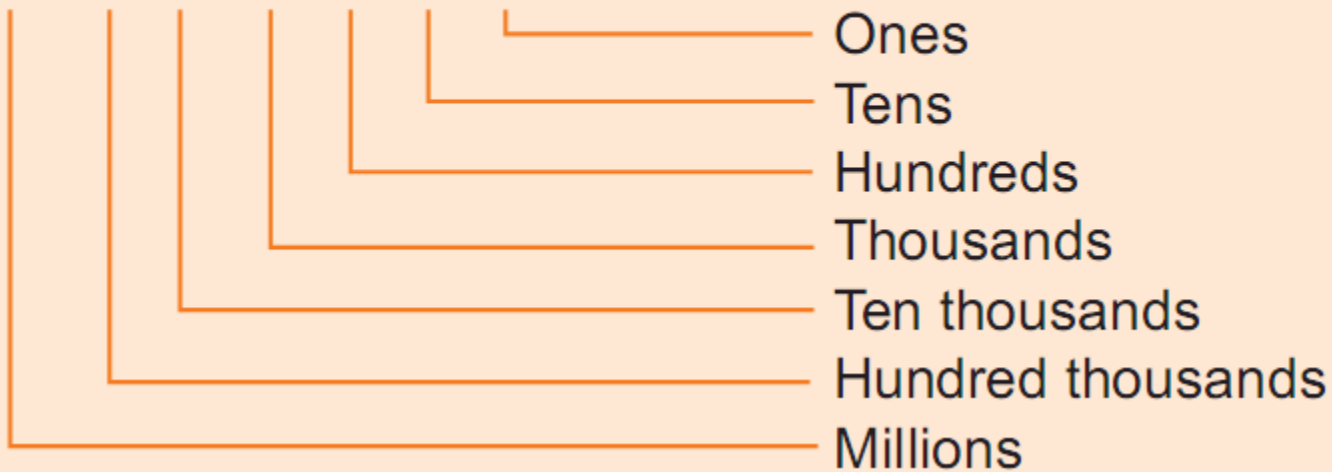 Ones
Tens
Hundreds
Thousands
Ten thousands
Hundred thousands
Millions